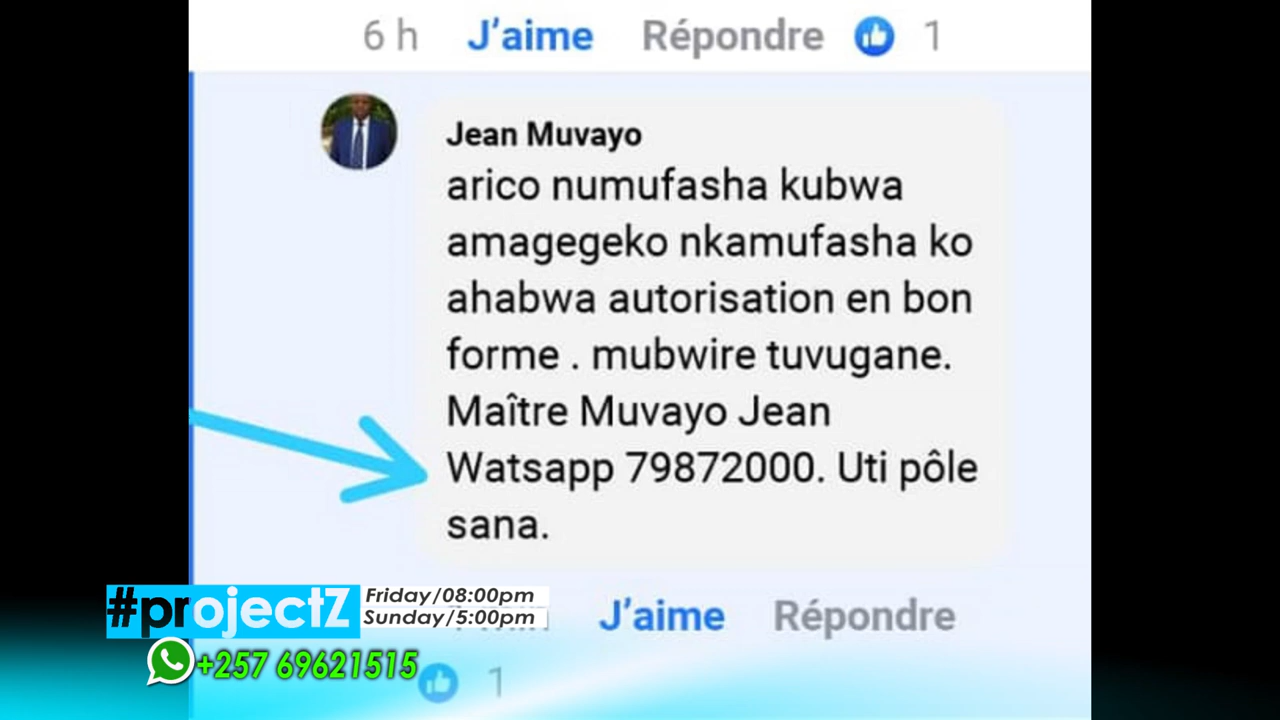 6 h J'aime Répondre 1
Jean Muvayo
arico numufasha kubwa
amagegeko nkamufasha ko
ahabwa autorisation en bon
forme . mubwire tuvugane.
Maître Muvayo Jean
Watsapp 79872000. Uti pôle
sana.
#projectZ
Friday/08:00pm
Sunday/5:00pm
J'aime Répondre
+257 69621515
1